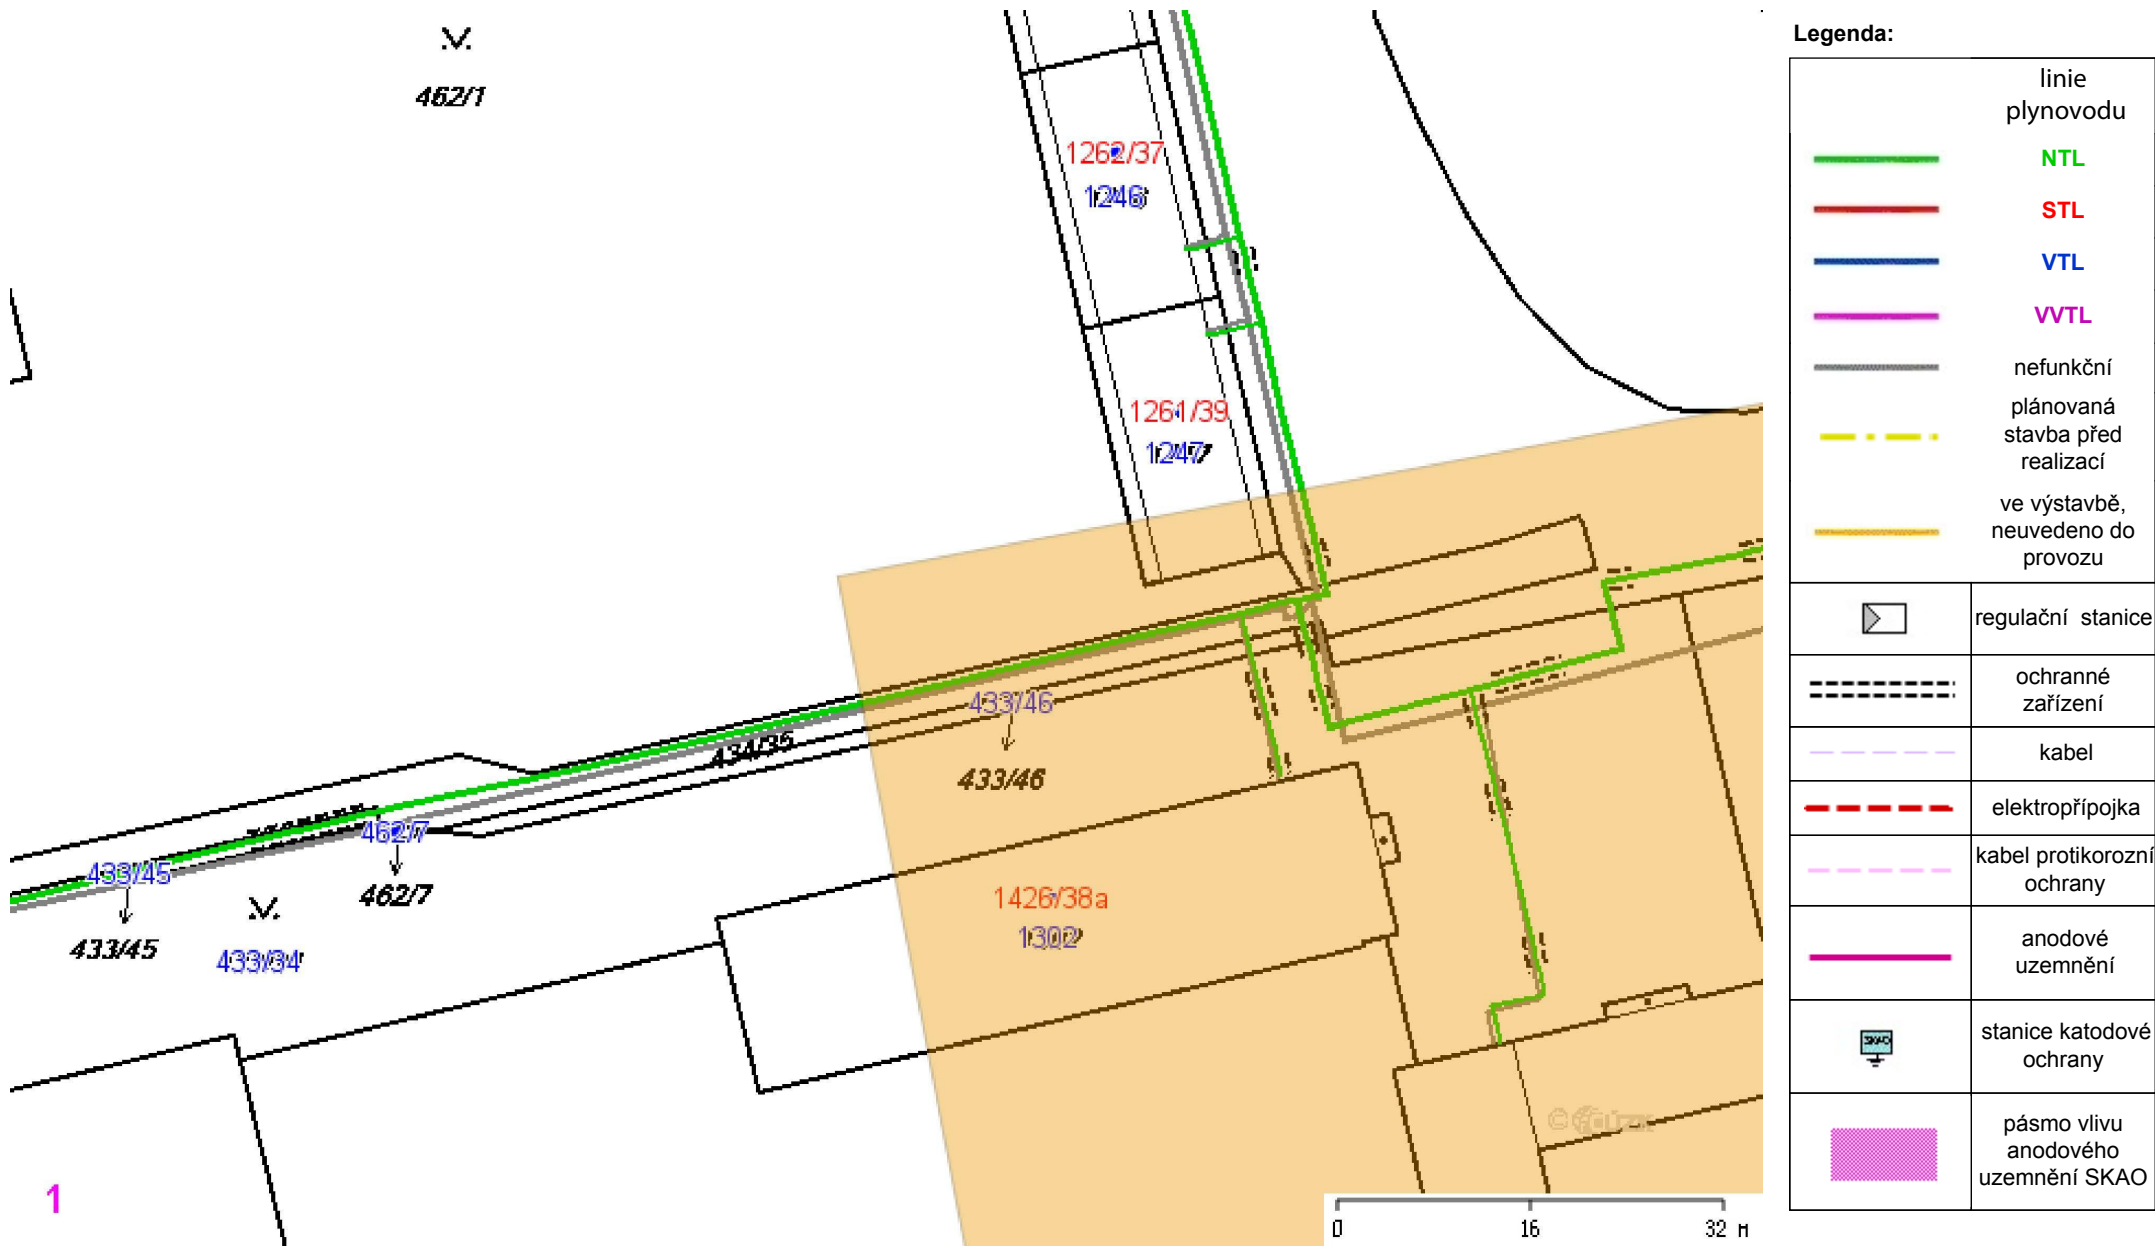 462/1
1262/37
1246
1261/39
1247
433/46
433/46
434/35
462/7
462/7
433/45
433/45
433/34
1426/38a
1302
1
0 16 32 m
Legenda:
linie
plynovodu
NTL
STL
VTL
VVTL
nefunkční
plánovaná
stavba před
realizací
ve výstavbě,
neuvedeno do
provozu
regulační stanice
ochranné
zařízení
kabel
elektropřípojka
kabel protikorozní
ochrany
anodové
uzemnění
SKAO
stanice katodové
ochrany
pásmo vlivu
anodového
uzemnění SKAO
© ČÚZK